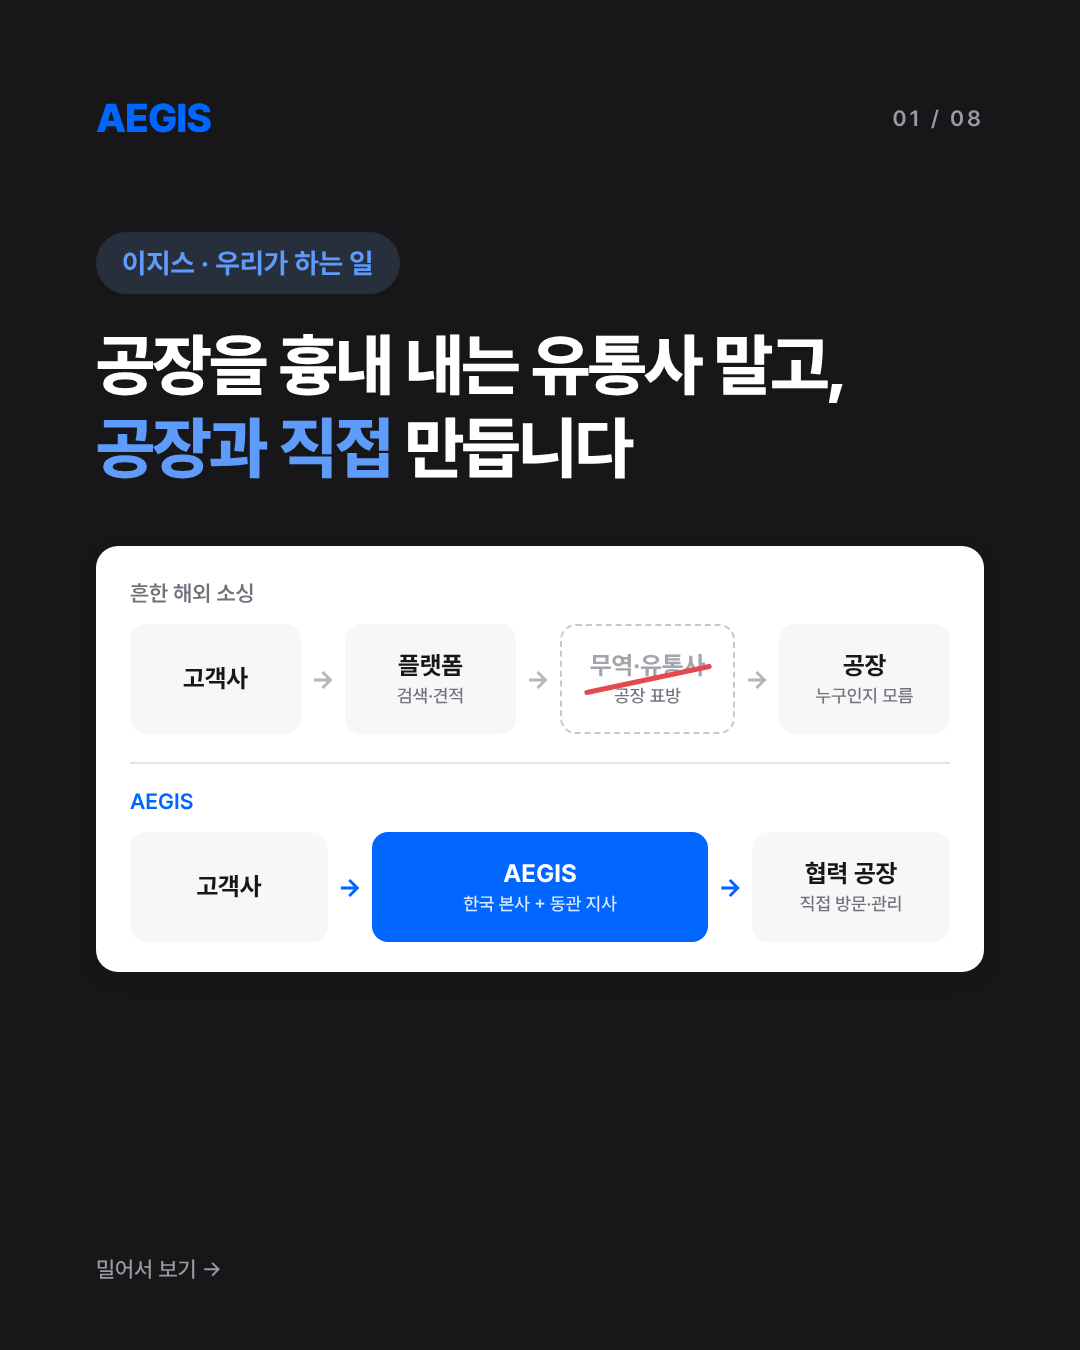 AEGIS
01 / 08
이지스 · 우리가 하는 일
공장을 흉내 내는 유통사 말고,
공장과 직접 만듭니다
흔한 해외 소싱
고객사
→
플랫폼
검색·견적
→
무역·유통사
공장 표방
→
공장
누구인지 모름
AEGIS
고객사
→
AEGIS
한국 본사 + 동관 지사
→
협력 공장
직접 방문·관리
밀어서 보기 →